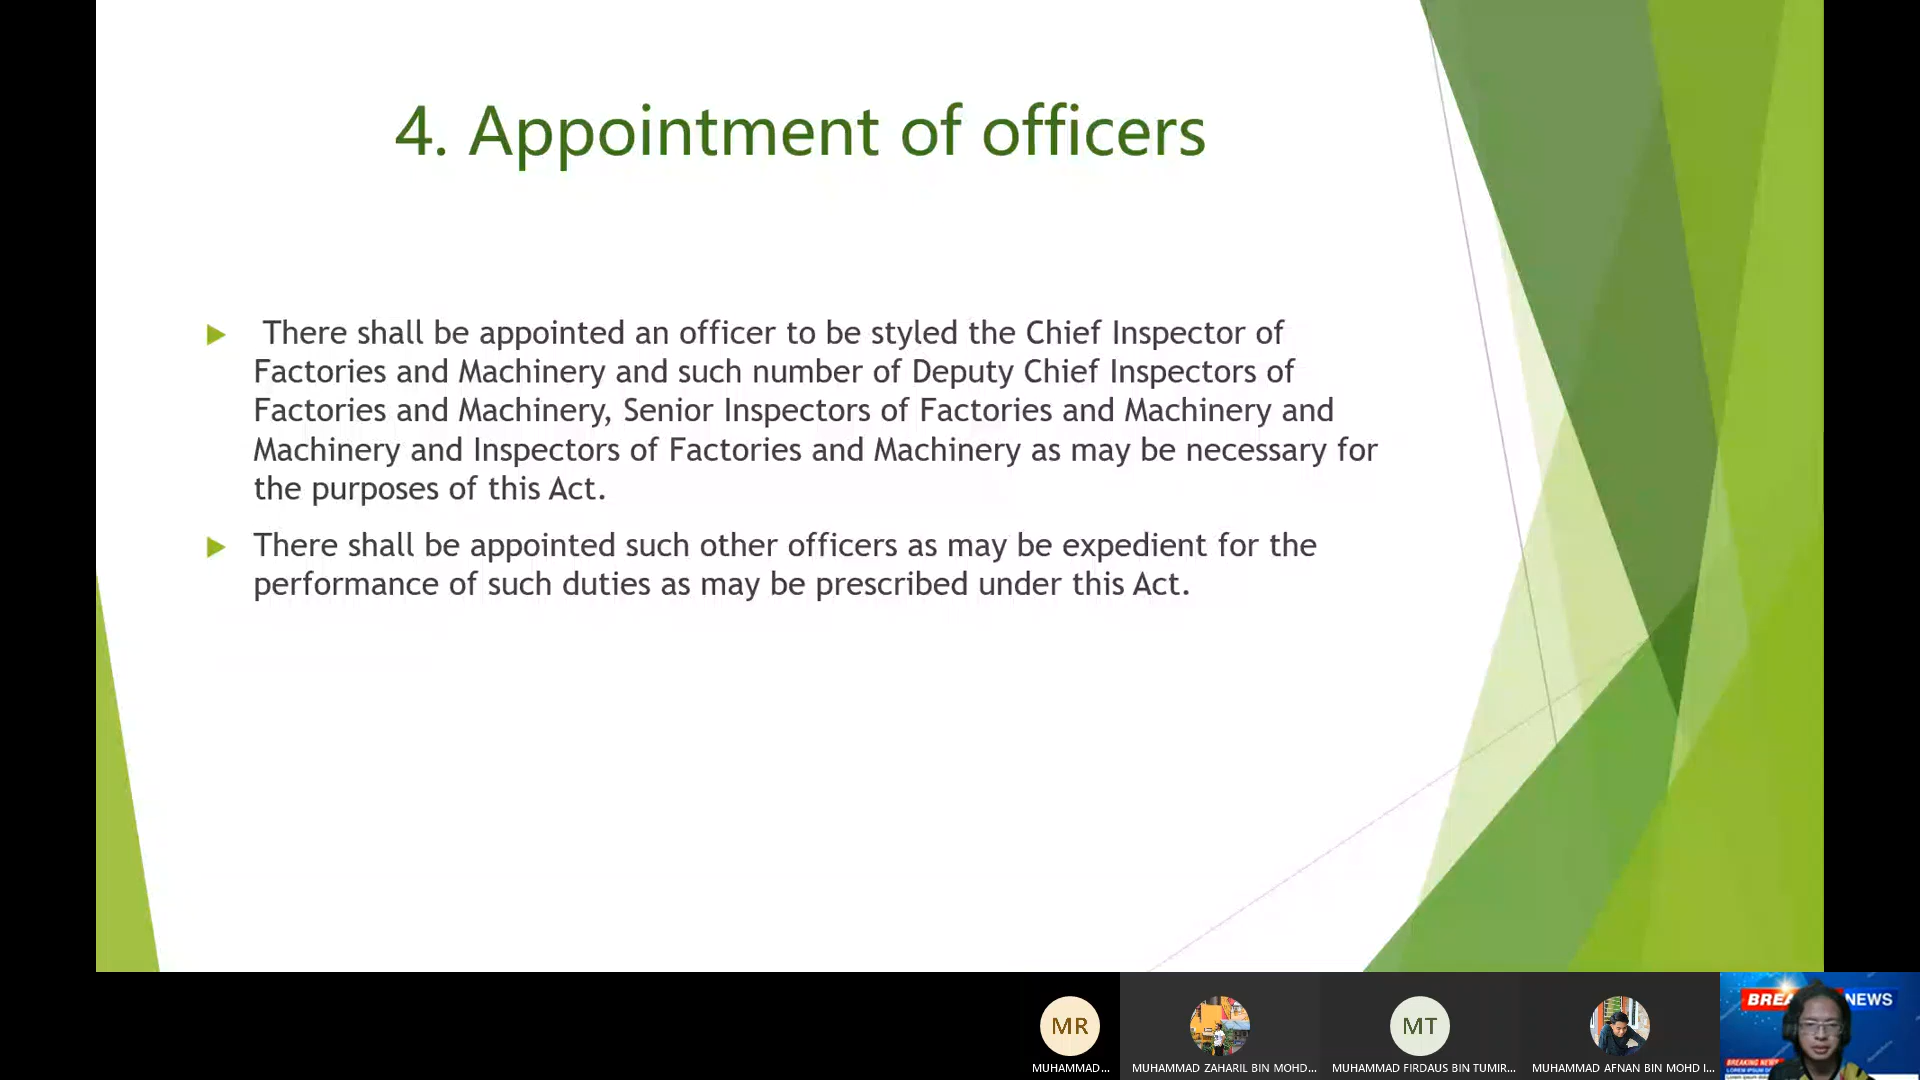 4. Appointment of officers
There shall be appointed an officer to be styled the Chief Inspector of
Factories and Machinery and such number of Deputy Chief Inspectors of
Factories and Machinery, Senior Inspectors of Factories and Machinery and
Machinery and Inspectors of Factories and Machinery as may be necessary for
the purposes of this Act.
There shall be appointed such other officers as may be expedient for the
performance of such duties as may be prescribed under this Act.
MR
MT
BREA NEWS
BREAKING NEWS
LOREM IPSUM
MUHAMMAD...
MUHAMMAD ZAHARIL BIN MOHD...
MUHAMMAD FIRDAUS BIN TUMIR...
MUHAMMAD AFNAN BIN MOHD I...